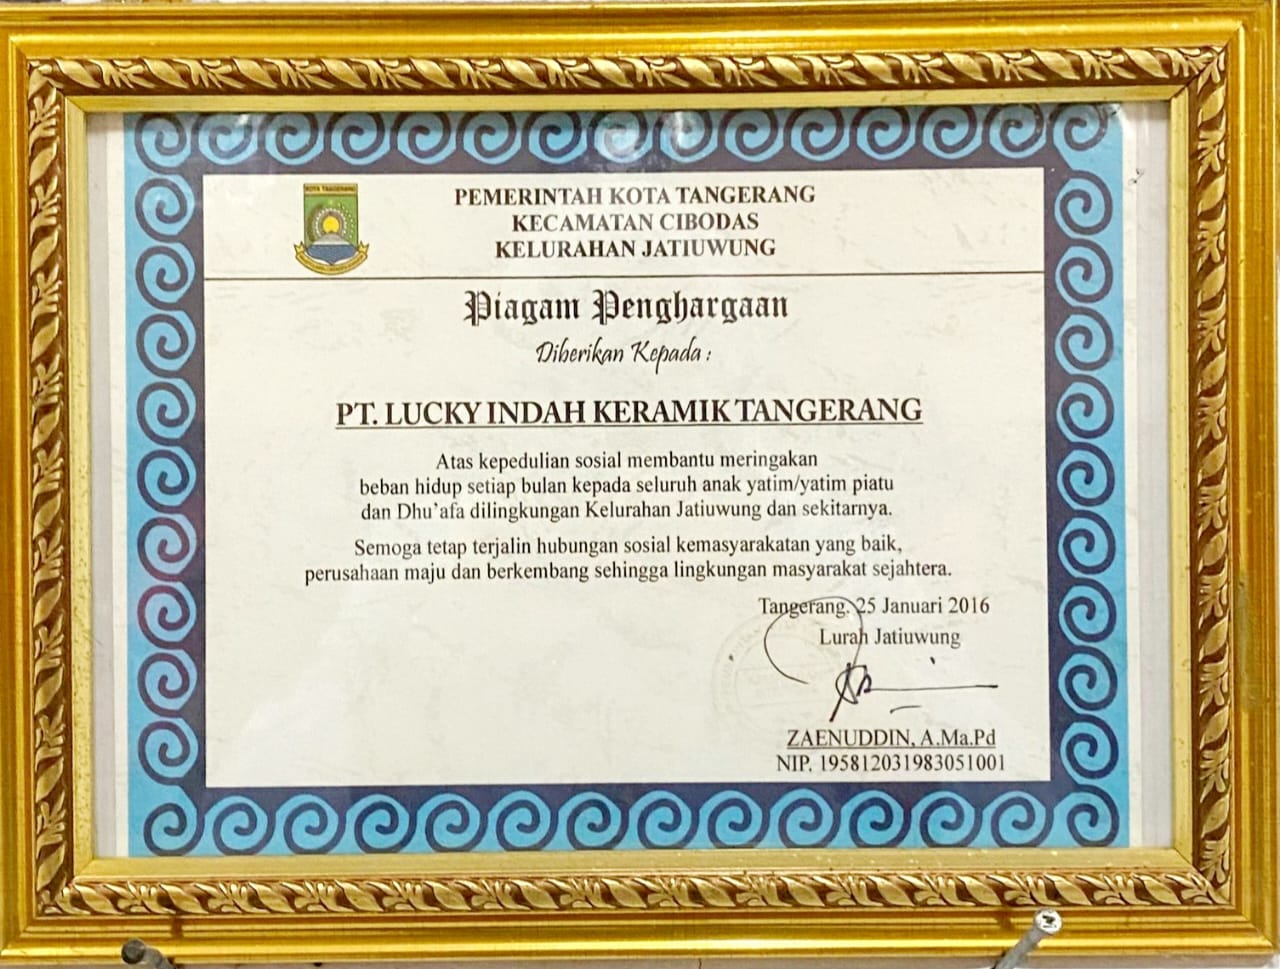 KOTA TANGERANG
PEMERINTAH KOTA TANGERANG
KECAMATAN CIBODAS
KELURAHAN JATIUWUNG
Piagam Penghargaan
Diberikan Kepada :
PT. LUCKY INDAH KERAMIK TANGERANG
Atas kepedulian sosial membantu meringakan
beban hidup setiap bulan kepada seluruh anak yatim/yatim piatu
dan Dhu'afa dilingkungan Kelurahan Jatiuwung dan sekitarnya.
Semoga tetap terjalin hubungan sosial kemasyarakatan yang baik,
perusahaan maju dan berkembang sehingga lingkungan masyarakat sejahtera.
Tangerang, 25 Januari 2016
Lurah Jatiuwung
ZAENUDDIN, A.Ma.Pd
NIP. 195812031983051001